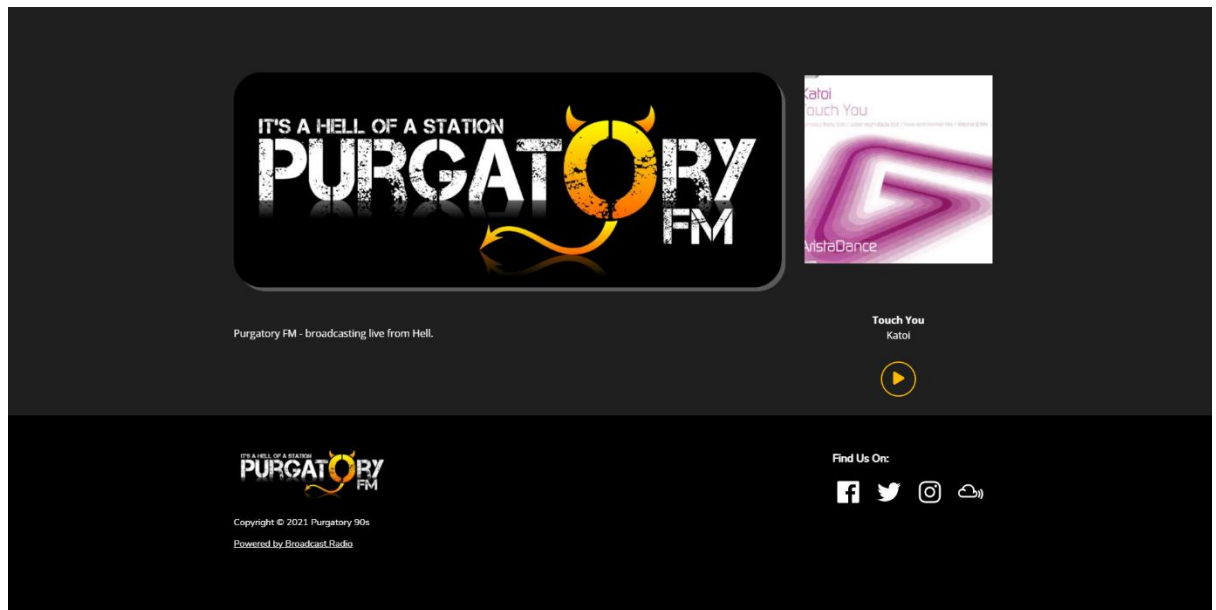 IT'S A HELL OF A STATION
PURGATORY
FM
Katoi
Touch You
AristaDance
Purgatory FM - broadcasting live from Hell.
Touch You
Katoi
IT'S A HELL OF A STATION
PURGATORY
FM
Find Us On:
Copyright © 2021 Purgatory 90s
Powered by Broadcast.Radio